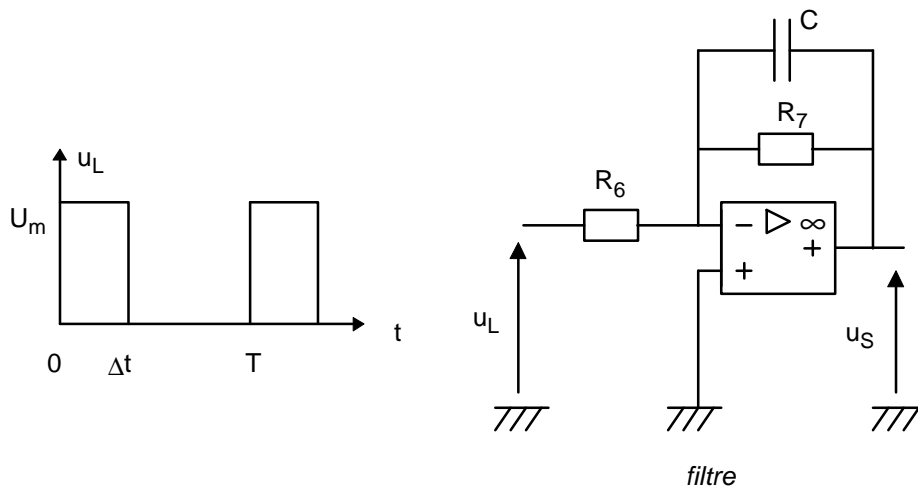 u_L
U_m
0 Δt T
t
C
R_7
R_6
− ▷ ∞
+
+
u_L
u_S
filtre